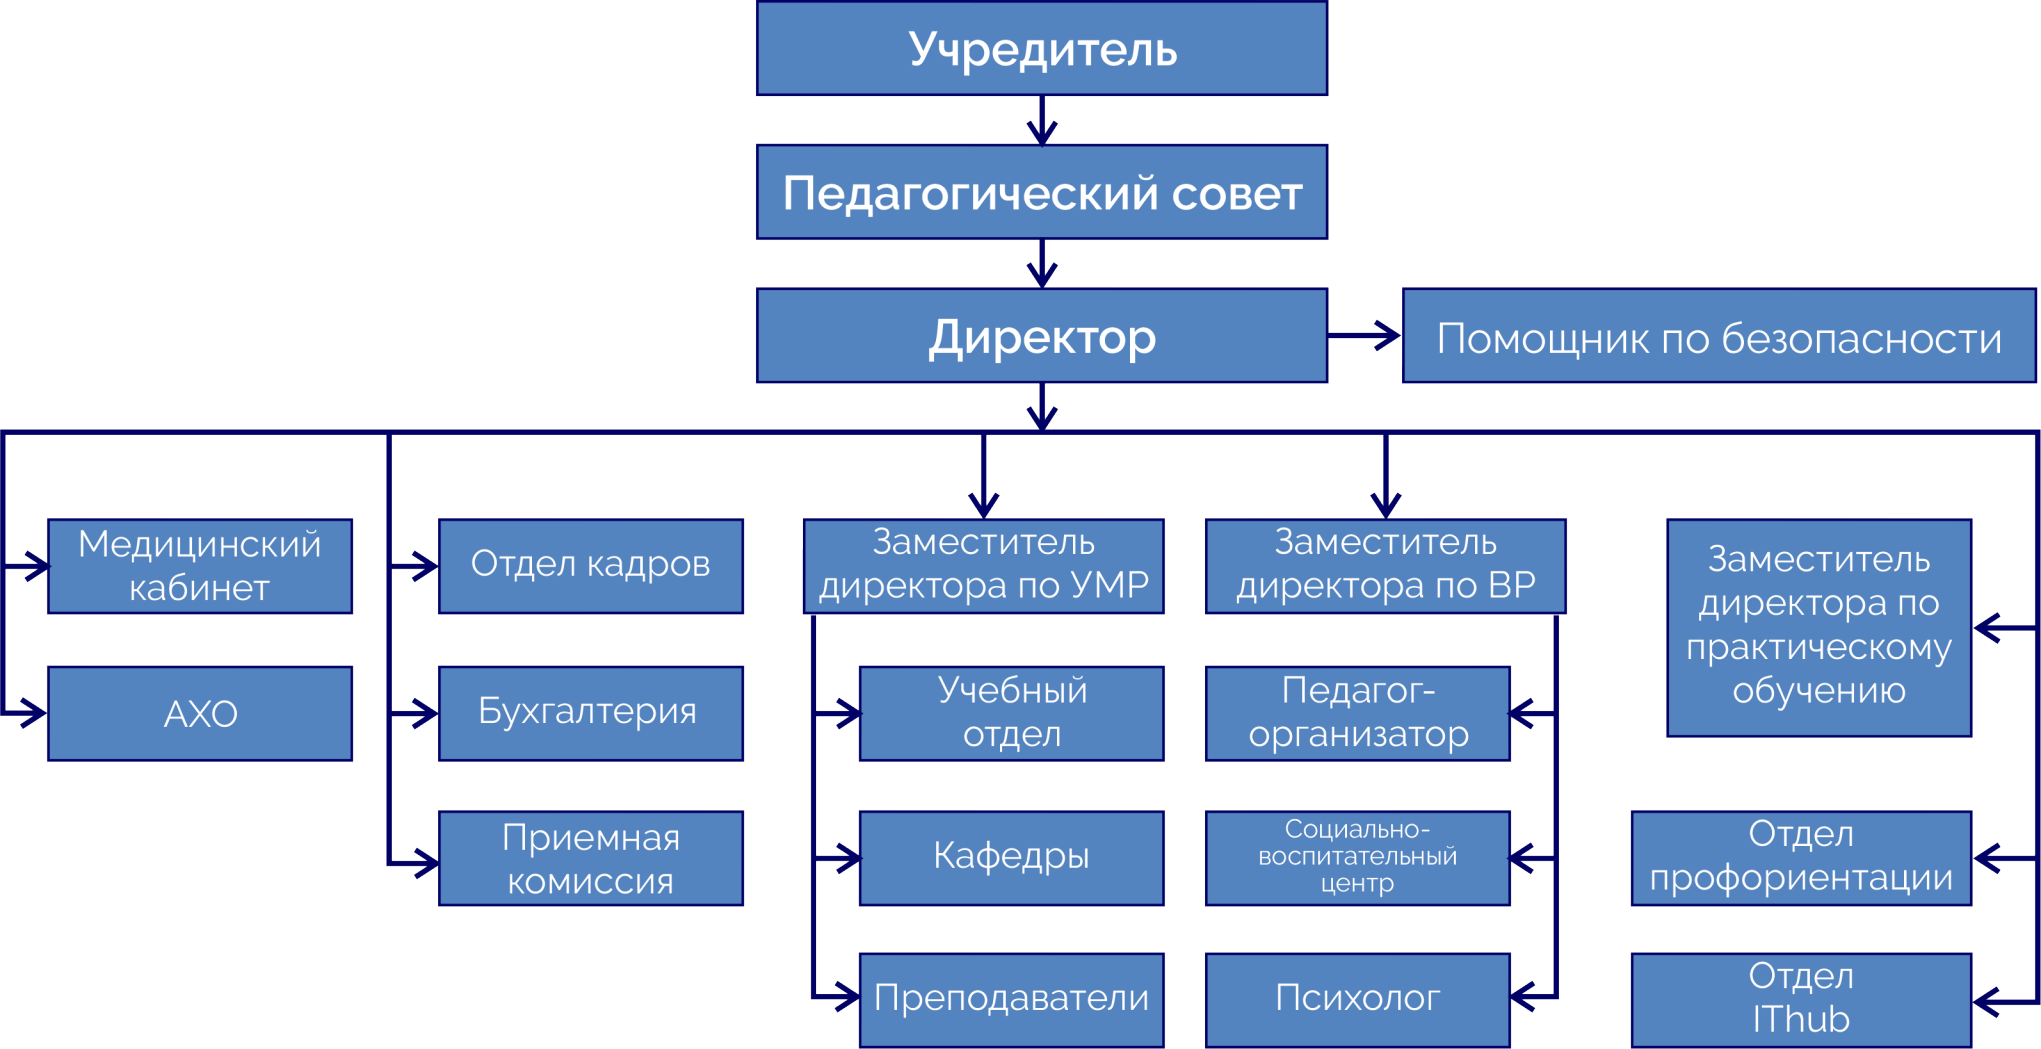 Учредитель
Педагогический совет
Директор
Помощник по безопасности
Медицинский
кабинет
АХО
Отдел кадров
Бухгалтерия
Приемная
комиссия
Заместитель
директора по УМР
Учебный
отдел
Кафедры
Преподаватели
Заместитель
директора по ВР
Педагог-
организатор
Социально-
воспитательный
центр
Психолог
Заместитель
директора по
практическому
обучению
Отдел
профориентации
Отдел
IThub